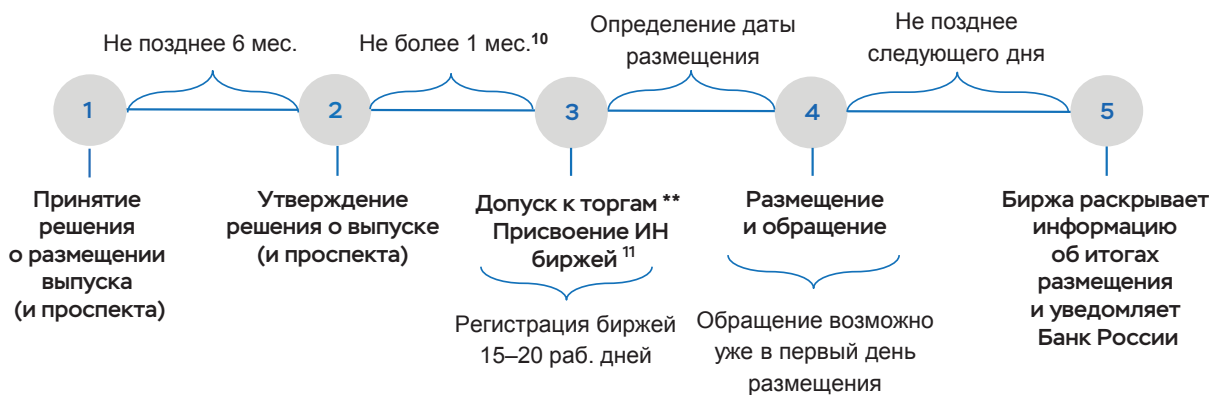 Не позднее 6 мес.
Не более 1 мес.¹⁰
Определение даты
размещения
Не позднее
следующего дня
1
2
3
4
5
Принятие
решения
о размещении
выпуска
(и проспекта)
Утверждение
решения о выпуске
(и проспекта)
Допуск к торгам **
Присвоение ИН
биржей ¹¹
Регистрация биржей
15–20 раб. дней
Размещение
и обращение
Обращение возможно
уже в первый день
размещения
Биржа раскрывает
информацию
об итогах
размещения
и уведомляет
Банк России